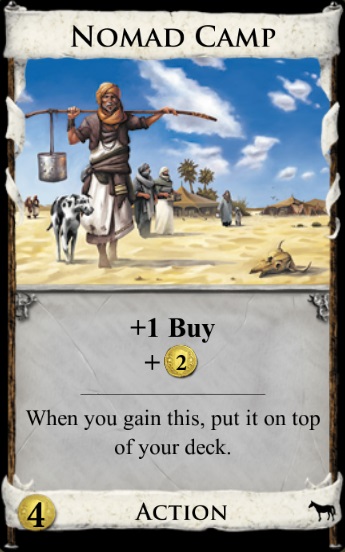 Nomad Camp
+1 Buy
+ 2
When you gain this, put it on top
of your deck.
4 Action